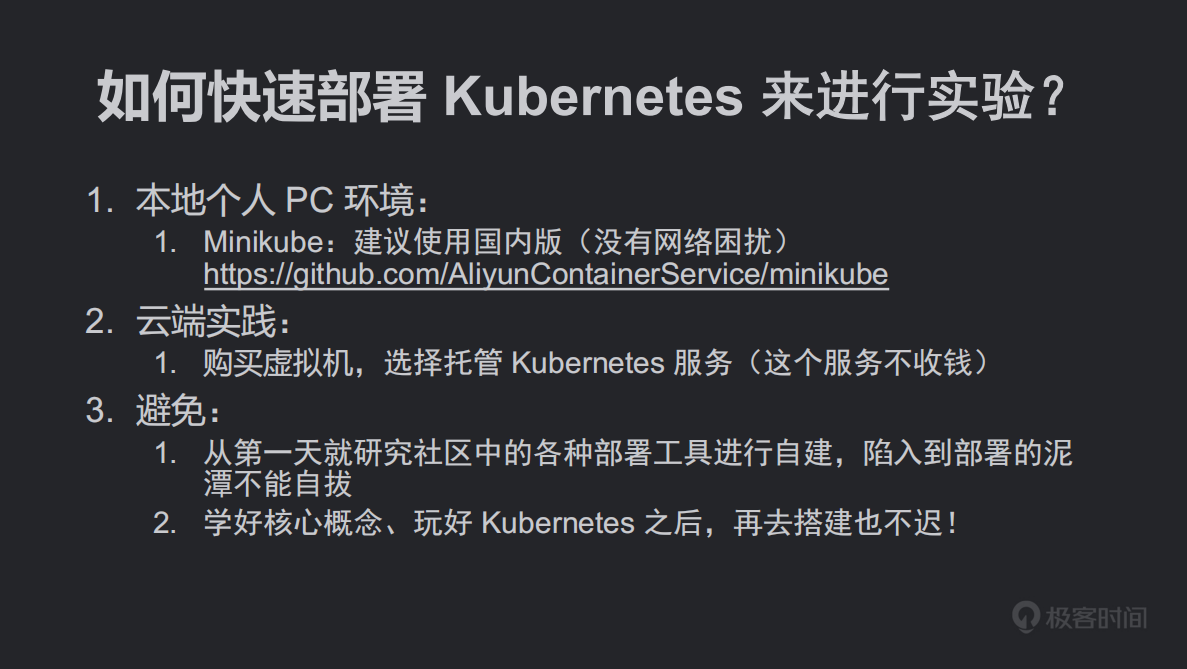 如何快速部署 Kubernetes 来进行实验？
1. 本地个人 PC 环境：
1. Minikube：建议使用国内版（没有网络困扰）
https://github.com/AliyunContainerService/minikube
2. 云端实践：
1. 购买虚拟机，选择托管 Kubernetes 服务（这个服务不收钱）
3. 避免：
1. 从第一天就研究社区中的各种部署工具进行自建，陷入到部署的泥
潭不能自拔
2. 学好核心概念、玩好 Kubernetes 之后，再去搭建也不迟！
极客时间